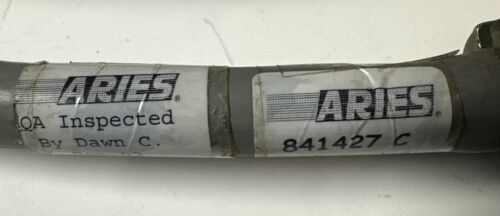 ARIES®
QA Inspected
By Dawn C.
ARIES®
841427 C